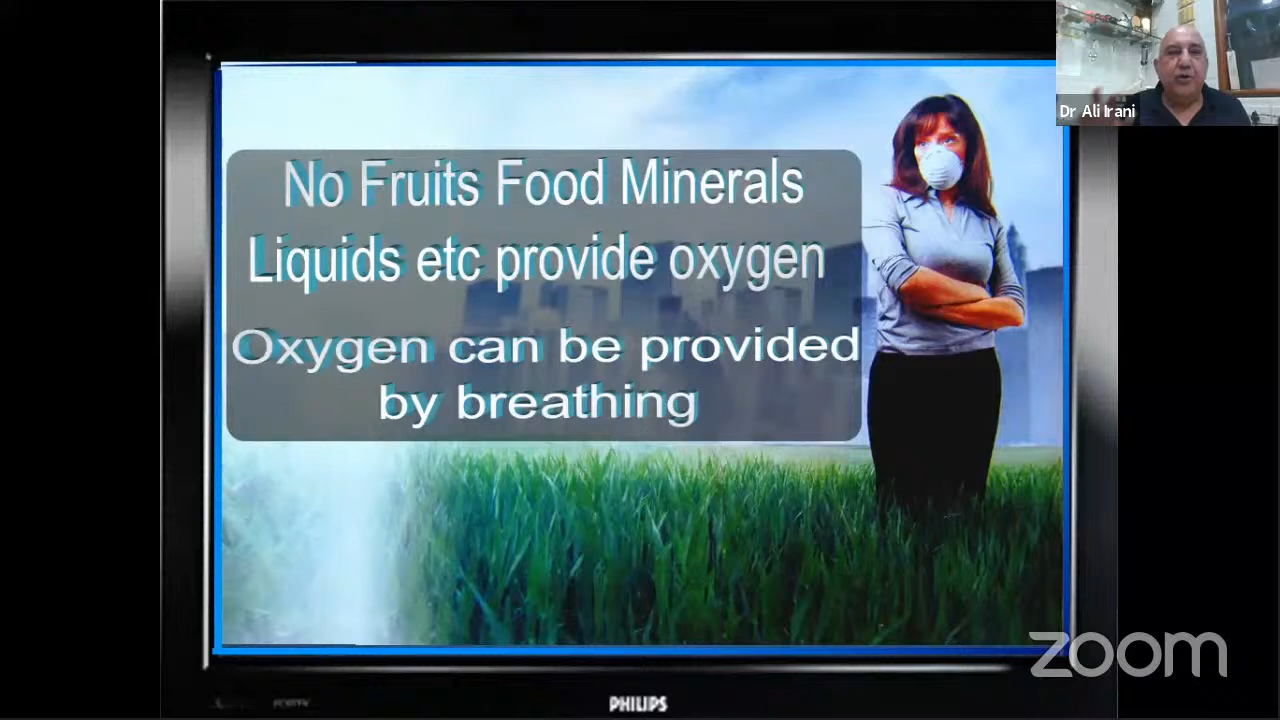 Dr Ali Irani
No Fruits Food Minerals
Liquids etc provide oxygen
Oxygen can be provided
by breathing
zoom
PHILIPS